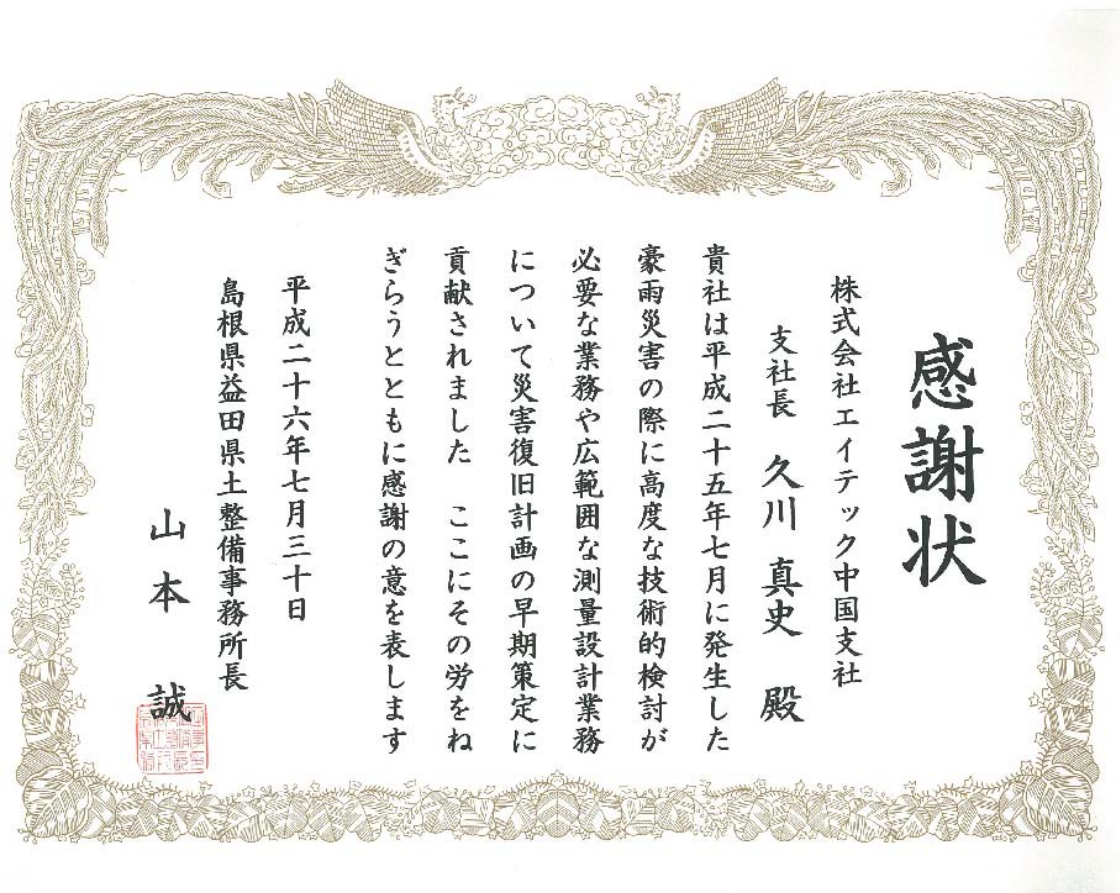 感謝状
株式会社エイテック中国支社
支社長 久川 真史 殿
貴社は平成二十五年七月に発生した
豪雨災害の際に高度な技術的検討が
必要な業務や広範囲な測量設計業務
について災害復旧計画の早期策定に
貢献されました ここにその労をね
ぎらうとともに感謝の意を表します
平成二十六年七月三十日
島根県益田県土整備事務所長
山本 誠